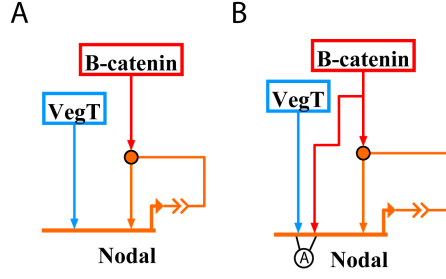 A
B-catenin
VegT
Nodal
B
B-catenin
VegT
A
Nodal